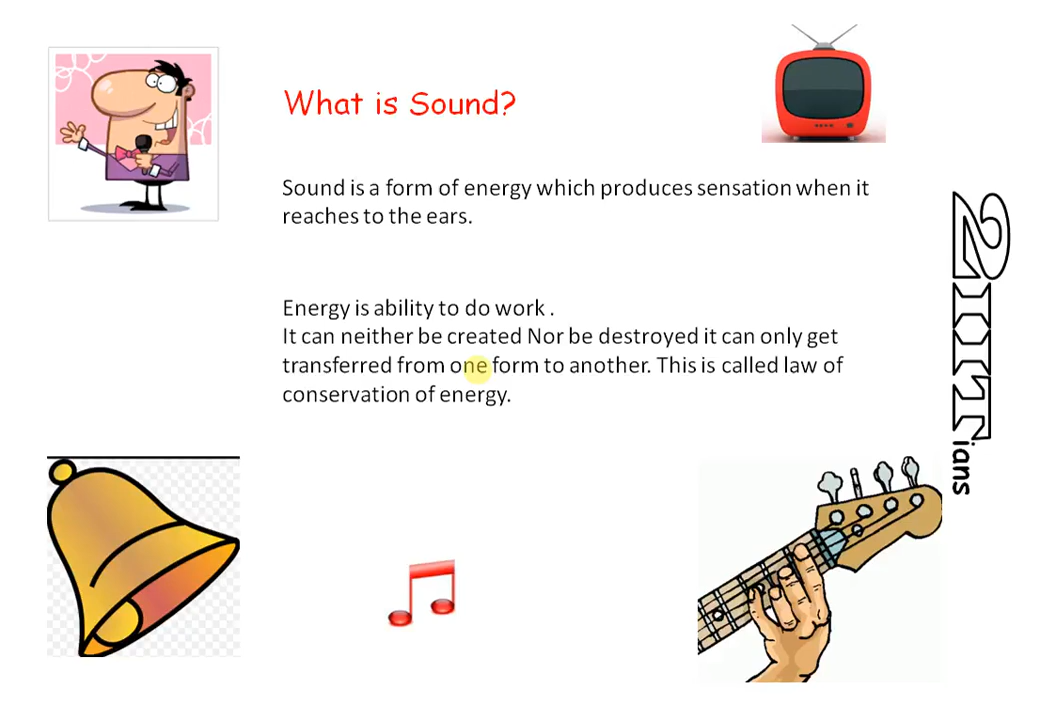 What is Sound?
Sound is a form of energy which produces sensation when it
reaches to the ears.
Energy is ability to do work .
It can neither be created Nor be destroyed it can only get
transferred from one form to another. This is called law of
conservation of energy.
2IITians